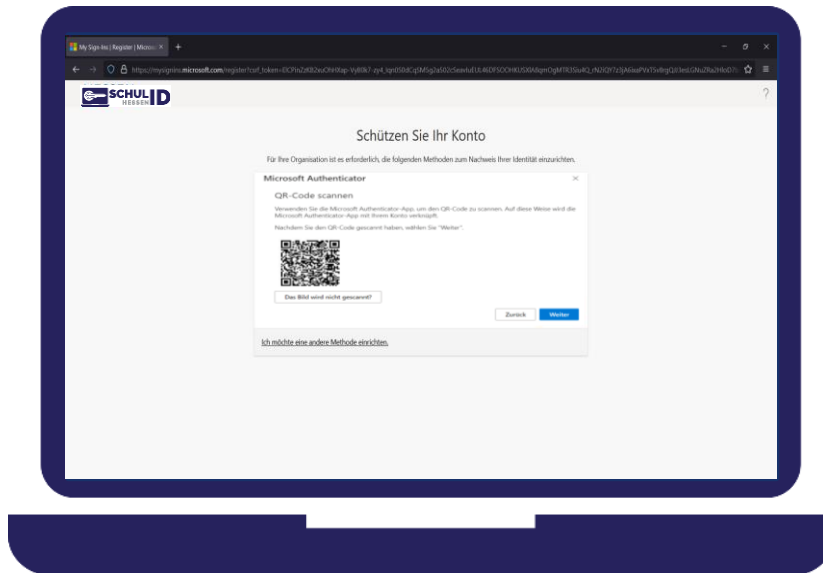 My Sign-Ins | Register | Micros
SCHUL ID
HESSEN
Schützen Sie Ihr Konto
Für Ihre Organisation ist es erforderlich, die folgenden Methoden zum Nachweis Ihrer Identität einzurichten.
Microsoft Authenticator
QR-Code scannen
Verwenden Sie die Microsoft Authenticator-App, um den QR-Code zu scannen. Auf diese Weise wird die
Microsoft Authenticator-App mit Ihrem Konto verknüpft.
Nachdem Sie den QR-Code gescannt haben, wählen Sie "Weiter".
Das Bild wird nicht gescannt?
Zurück Weiter
Ich möchte eine andere Methode einrichten.